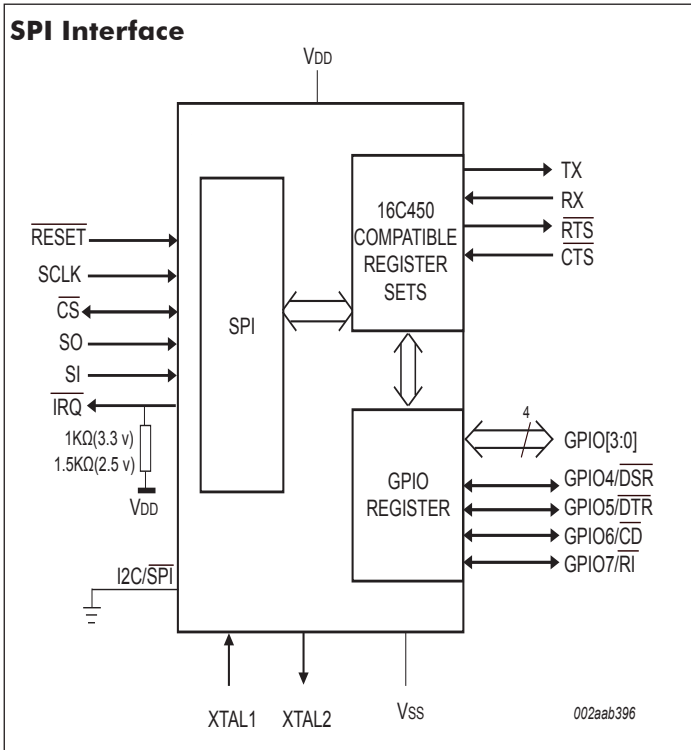 SPI Interface
VDD
RESET
SCLK
CS
SO
SI
IRQ
1KΩ(3.3 v)
1.5KΩ(2.5 v)
VDD
I2C/SPI
SPI
16C450
COMPATIBLE
REGISTER
SETS
TX
RX
RTS
CTS
GPIO
REGISTER
4
GPIO[3:0]
GPIO4/DSR
GPIO5/DTR
GPIO6/CD
GPIO7/RI
XTAL1
XTAL2
VSS
002aab396